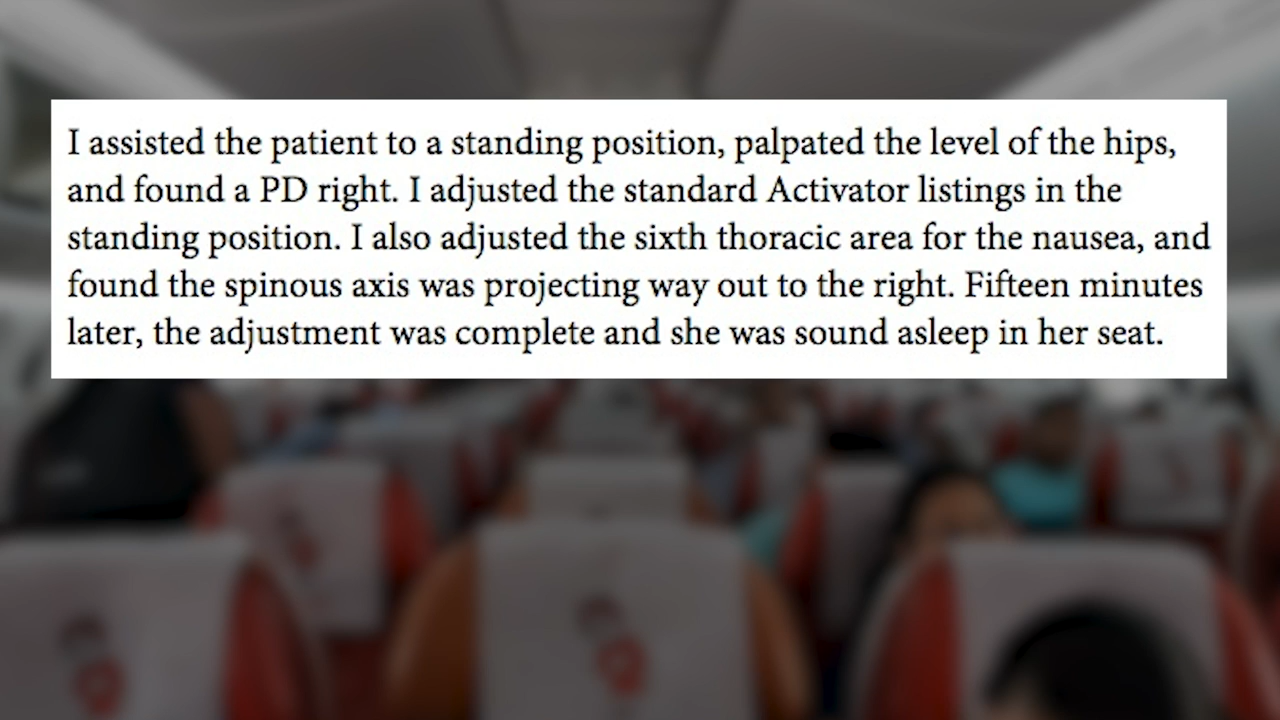 I assisted the patient to a standing position, palpated the level of the hips,
and found a PD right. I adjusted the standard Activator listings in the
standing position. I also adjusted the sixth thoracic area for the nausea, and
found the spinous axis was projecting way out to the right. Fifteen minutes
later, the adjustment was complete and she was sound asleep in her seat.